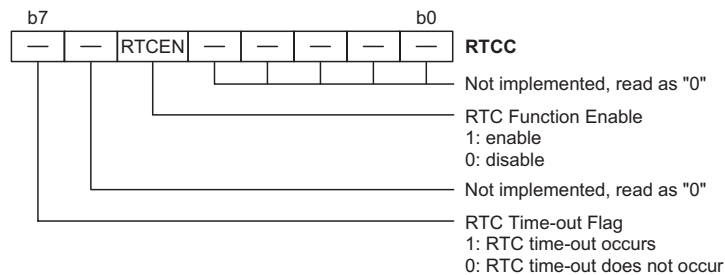 b7 b0
— — RTCEN — — — — — RTCC
Not implemented, read as "0"
RTC Function Enable
1: enable
0: disable
Not implemented, read as "0"
RTC Time-out Flag
1: RTC time-out occurs
0: RTC time-out does not occur